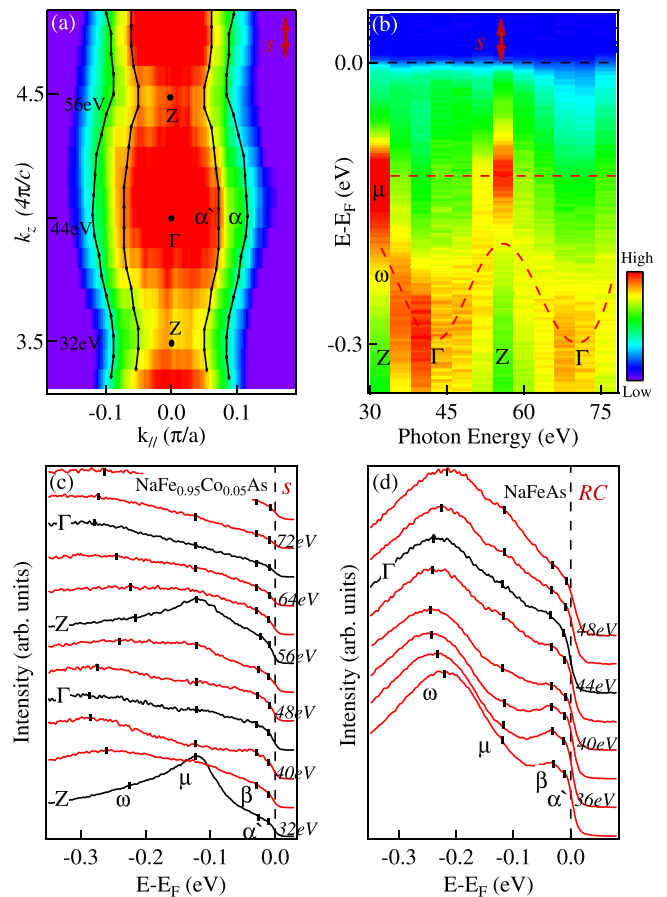 (a)
s
4.5
56eV
Z
k_z (4π/c)
α` α
44eV
Γ
Z
3.5
32eV
-0.1 0.0 0.1
k_// (π/a)
(b)
s
0.0
E-E_F (eV)
μ
ω
-0.3
Z Γ Z Γ
30 45 60 75
Photon Energy (eV)
High
Low
(c) NaFe₀.₉₅Co₀.₀₅As s
Γ
72eV
64eV
Z
56eV
48eV
Γ
40eV
Z ω μ β
α`
32eV
Intensity (arb. units)
-0.3 -0.2 -0.1 0.0
E-E_F (eV)
(d) NaFeAs RC
Γ
48eV
44eV
40eV
ω
μ
β
α`
36eV
Intensity (arb. units)
-0.3 -0.2 -0.1 0.0
E-E_F (eV)